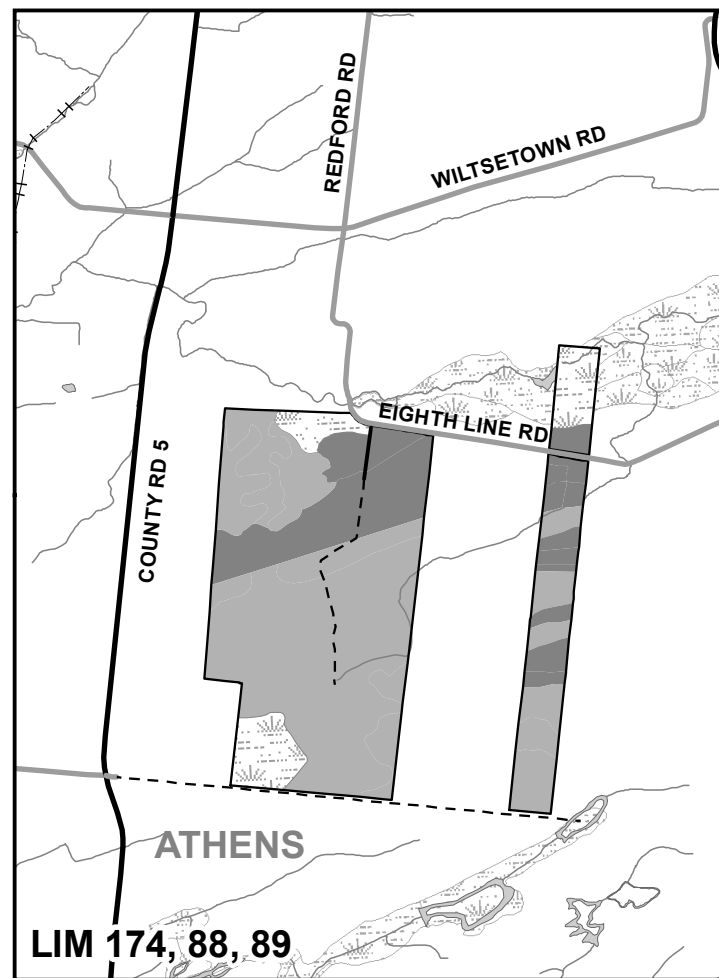 REDFORD RD
WILTSETOWN RD
EIGHTH LINE RD
COUNTY RD 5
ATHENS
LIM 174, 88, 89